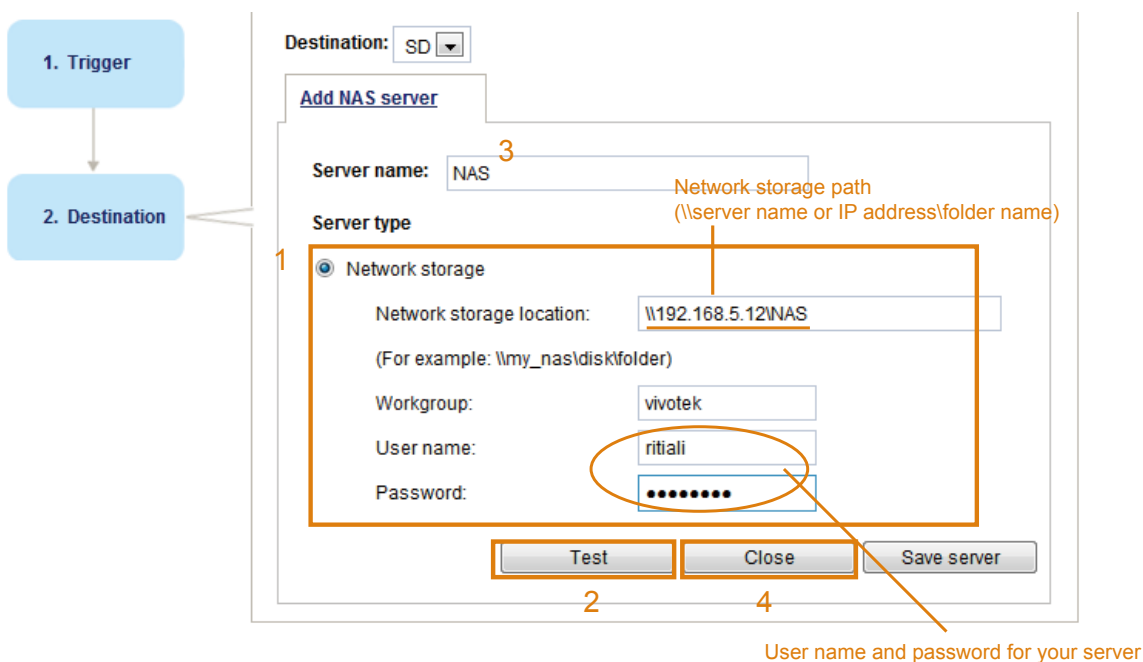 1. Trigger
2. Destination
Destination: SD
Add NAS server
3
Server name: NAS
Network storage path
(\\server name or IP address\folder name)
Server type
1
Network storage
Network storage location: \\192.168.5.12\NAS
(For example: \\my_nas\disk\folder)
Workgroup: vivotek
User name: ritiali
Password: ●●●●●●●●
Test Close Save server
2 4
User name and password for your server